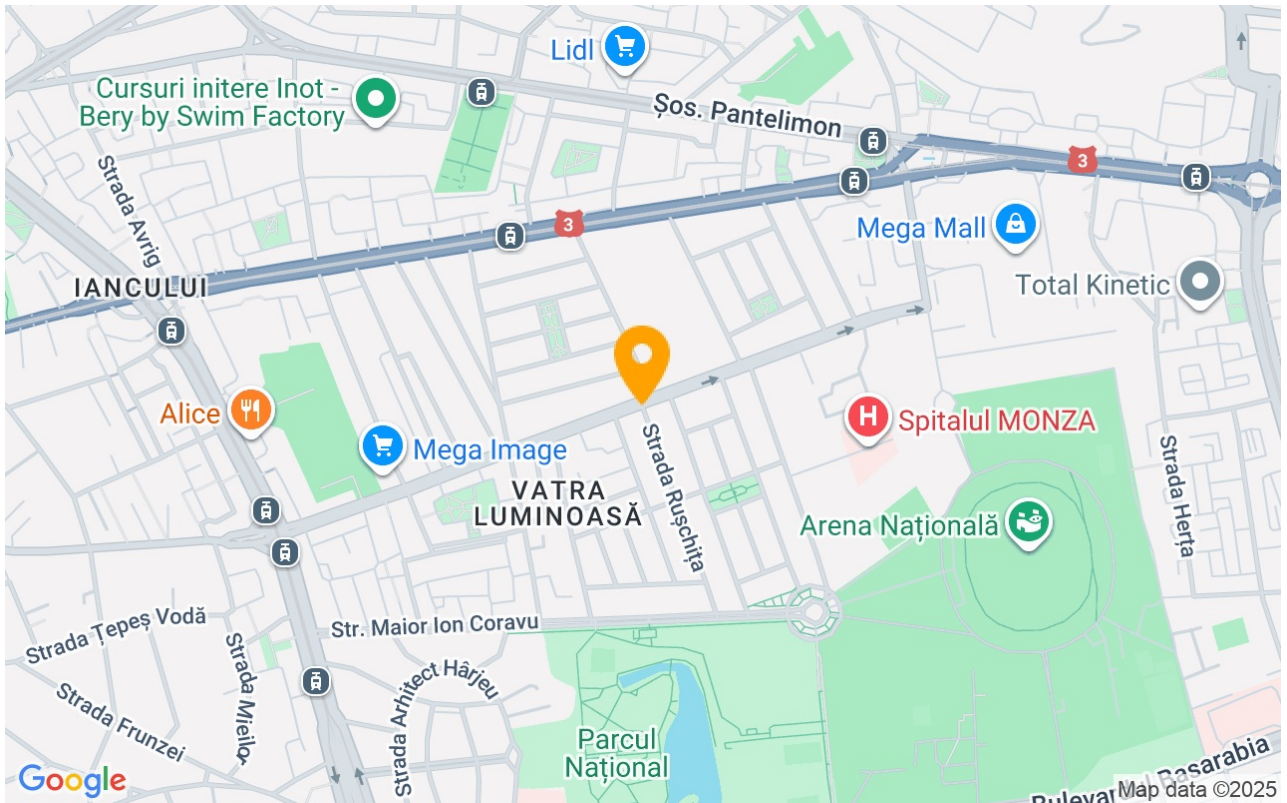 Lidl
Cursuri initere Inot -
Bery by Swim Factory
Șos. Pantelimon
3
Strada Avrig
3
Mega Mall
IANCULUI
Total Kinetic
Alice
H
Spitalul MONZA
Mega Image
Strada Rușchița
Strada Herța
VATRA
LUMINOASĂ
Arena Națională
Strada Țepeș Vodă
Str. Maior Ion Coravu
Strada Arhitect Hârjeu
Strada Frunzei
Parcul
Național
Google
Basarabia
Map data ©2025